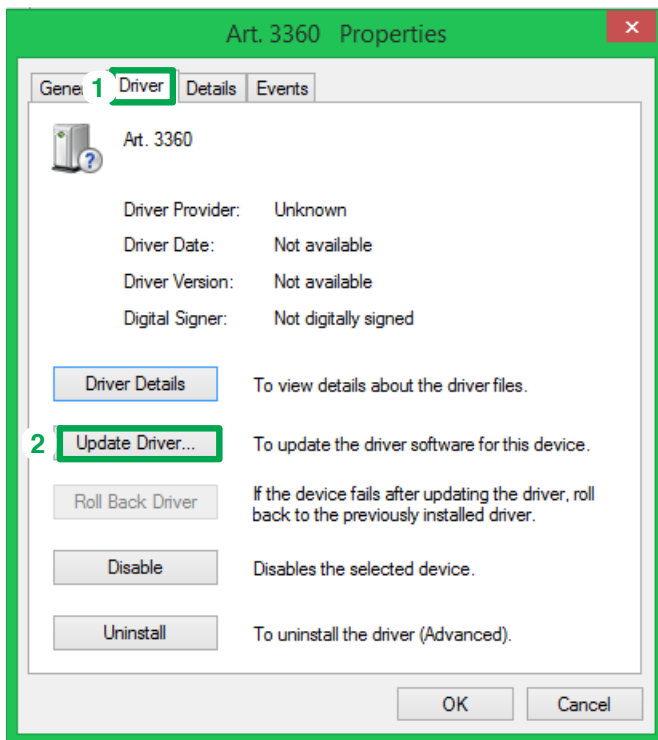 Art. 3360 Properties
×
Gene 1 Driver Details Events
Art. 3360
Driver Provider: Unknown
Driver Date: Not available
Driver Version: Not available
Digital Signer: Not digitally signed
Driver Details To view details about the driver files.
2 Update Driver... To update the driver software for this device.
Roll Back Driver If the device fails after updating the driver, roll
back to the previously installed driver.
Disable Disables the selected device.
Uninstall To uninstall the driver (Advanced).
OK Cancel